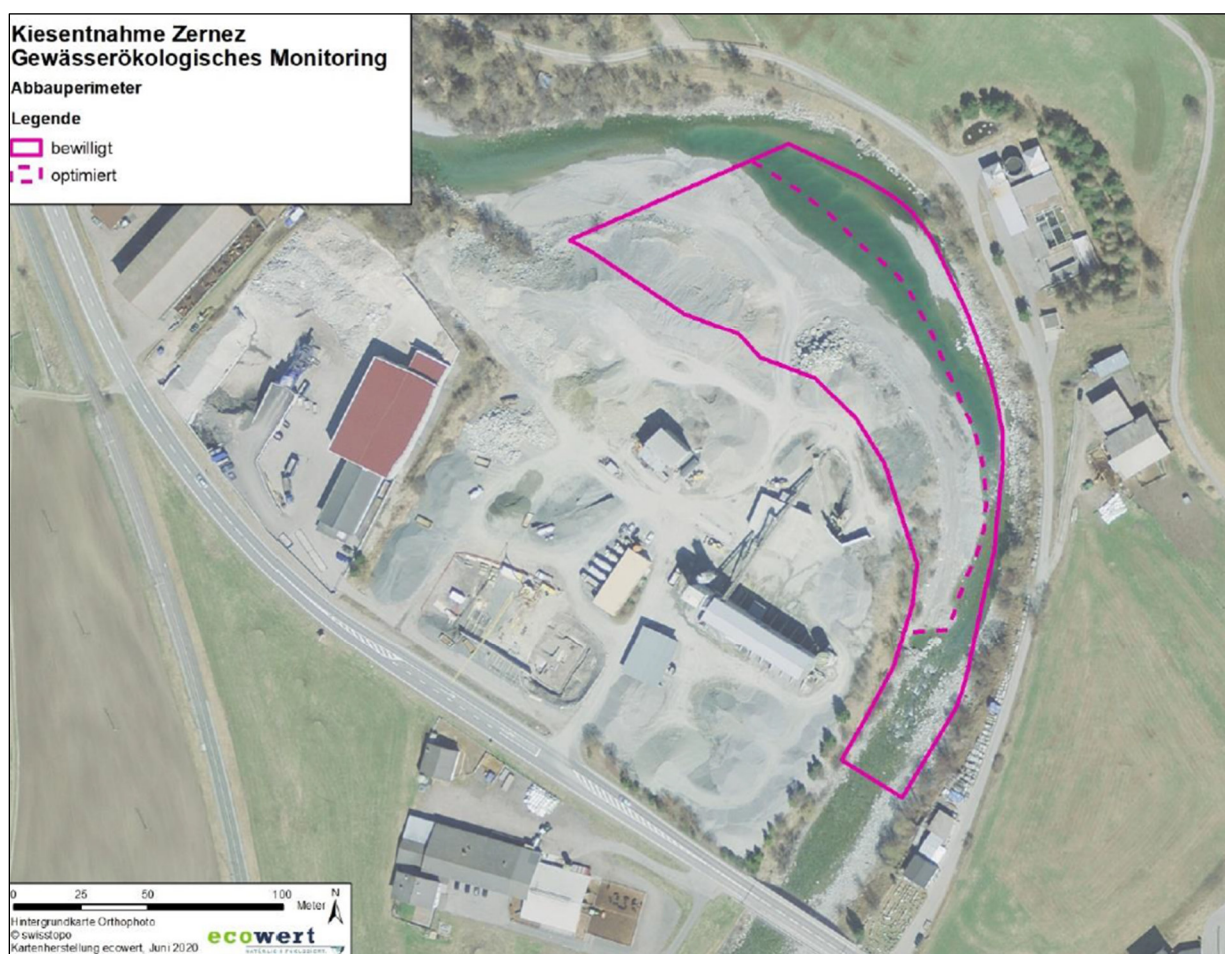 Kiesentnahme Zernez
Gewässerökologisches Monitoring
Abbauperimeter
Legende
bewilligt
optimiert
0 25 50 100
Meter
N
Hintergrundkarte Orthophoto
© swisstopo
Kartenherstellung ecowert, Juni 2020
ecowert